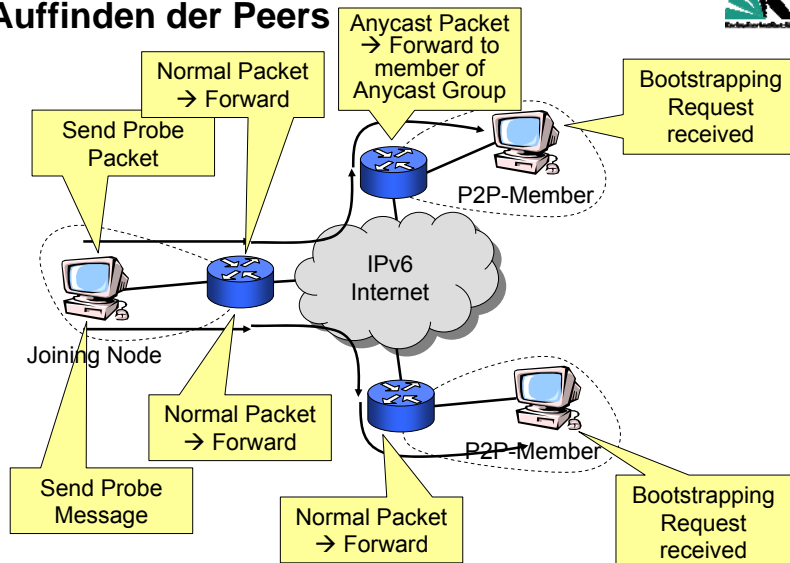 Auffinden der Peers
Anycast Packet
→ Forward to
member of
Anycast Group
Normal Packet
→ Forward
Bootstrapping
Request
received
Send Probe
Packet
P2P-Member
IPv6
Internet
Joining Node
Normal Packet
→ Forward
P2P-Member
Send Probe
Message
Normal Packet
→ Forward
Bootstrapping
Request
received